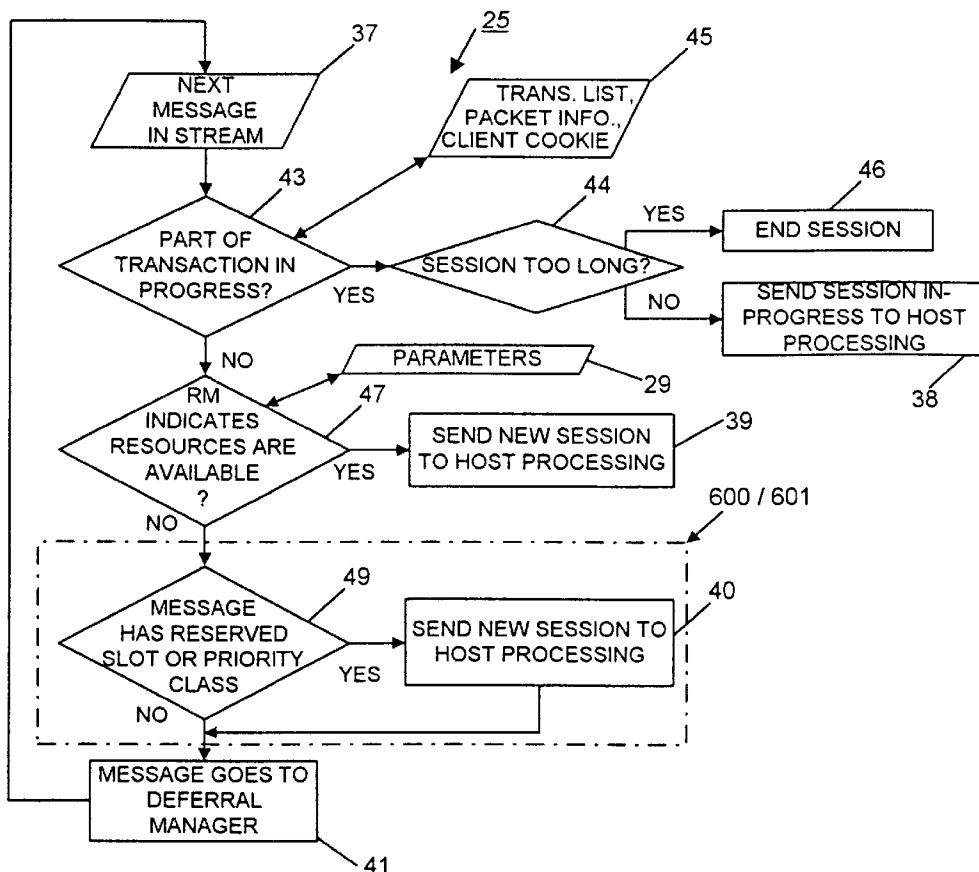 25
37
45
NEXT
MESSAGE
IN STREAM
TRANS. LIST,
PACKET INFO.,
CLIENT COOKIE.
43
44
46
PART OF
TRANSACTION IN
PROGRESS?
YES
SESSION TOO LONG?
YES
END SESSION
NO
SEND SESSION IN-
PROGRESS TO HOST
PROCESSING
38
NO
PARAMETERS
29
RM
INDICATES
RESOURCES ARE
AVAILABLE
?
47
YES
SEND NEW SESSION
TO HOST PROCESSING
39
NO
600 / 601
49
MESSAGE
HAS RESERVED
SLOT OR PRIORITY
CLASS
YES
SEND NEW SESSION TO
HOST PROCESSING
40
NO
MESSAGE GOES TO
DEFERRAL
MANAGER
41